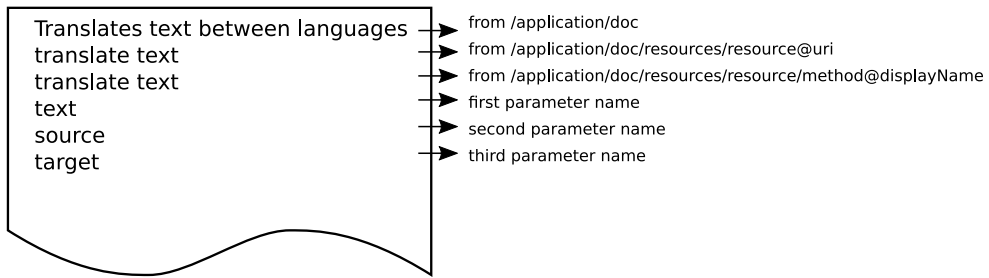 Translates text between languages
from /application/doc
translate text
from /application/doc/resources/resource@uri
translate text
from /application/doc/resources/resource/method@displayName
text
first parameter name
source
second parameter name
target
third parameter name